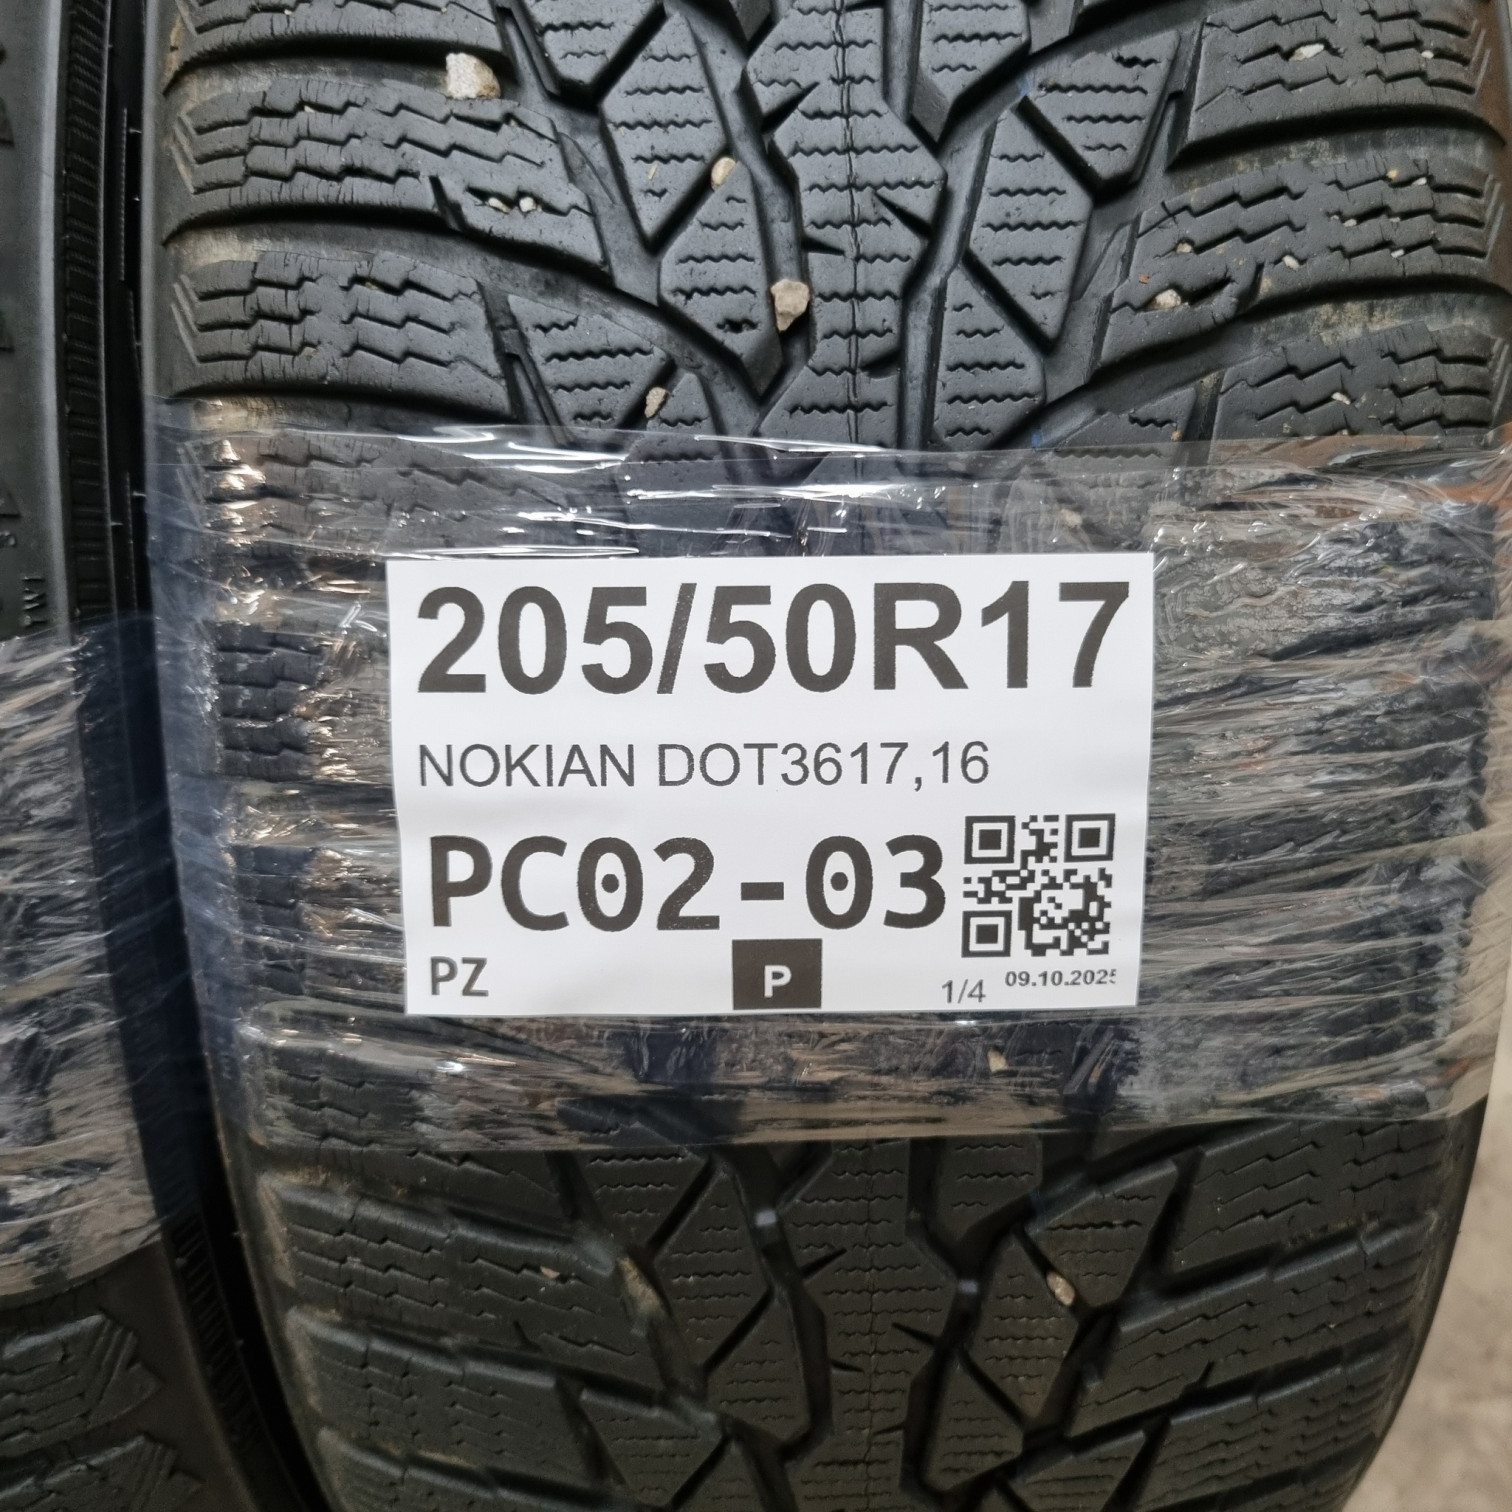 205/50R17
NOKIAN DOT3617,16
PC02-03
PZ
P
1/4
09.10.2025